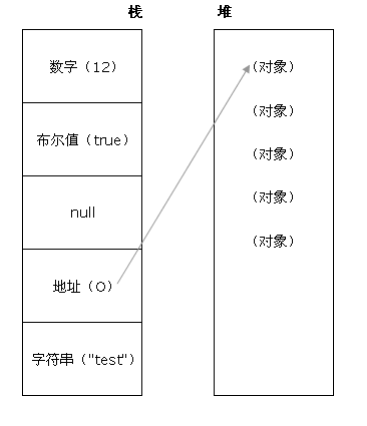 栈
堆
数字（12）
布尔值（true）
null
地址（0）
字符串（"test"）
（对象）
（对象）
（对象）
（对象）
（对象）